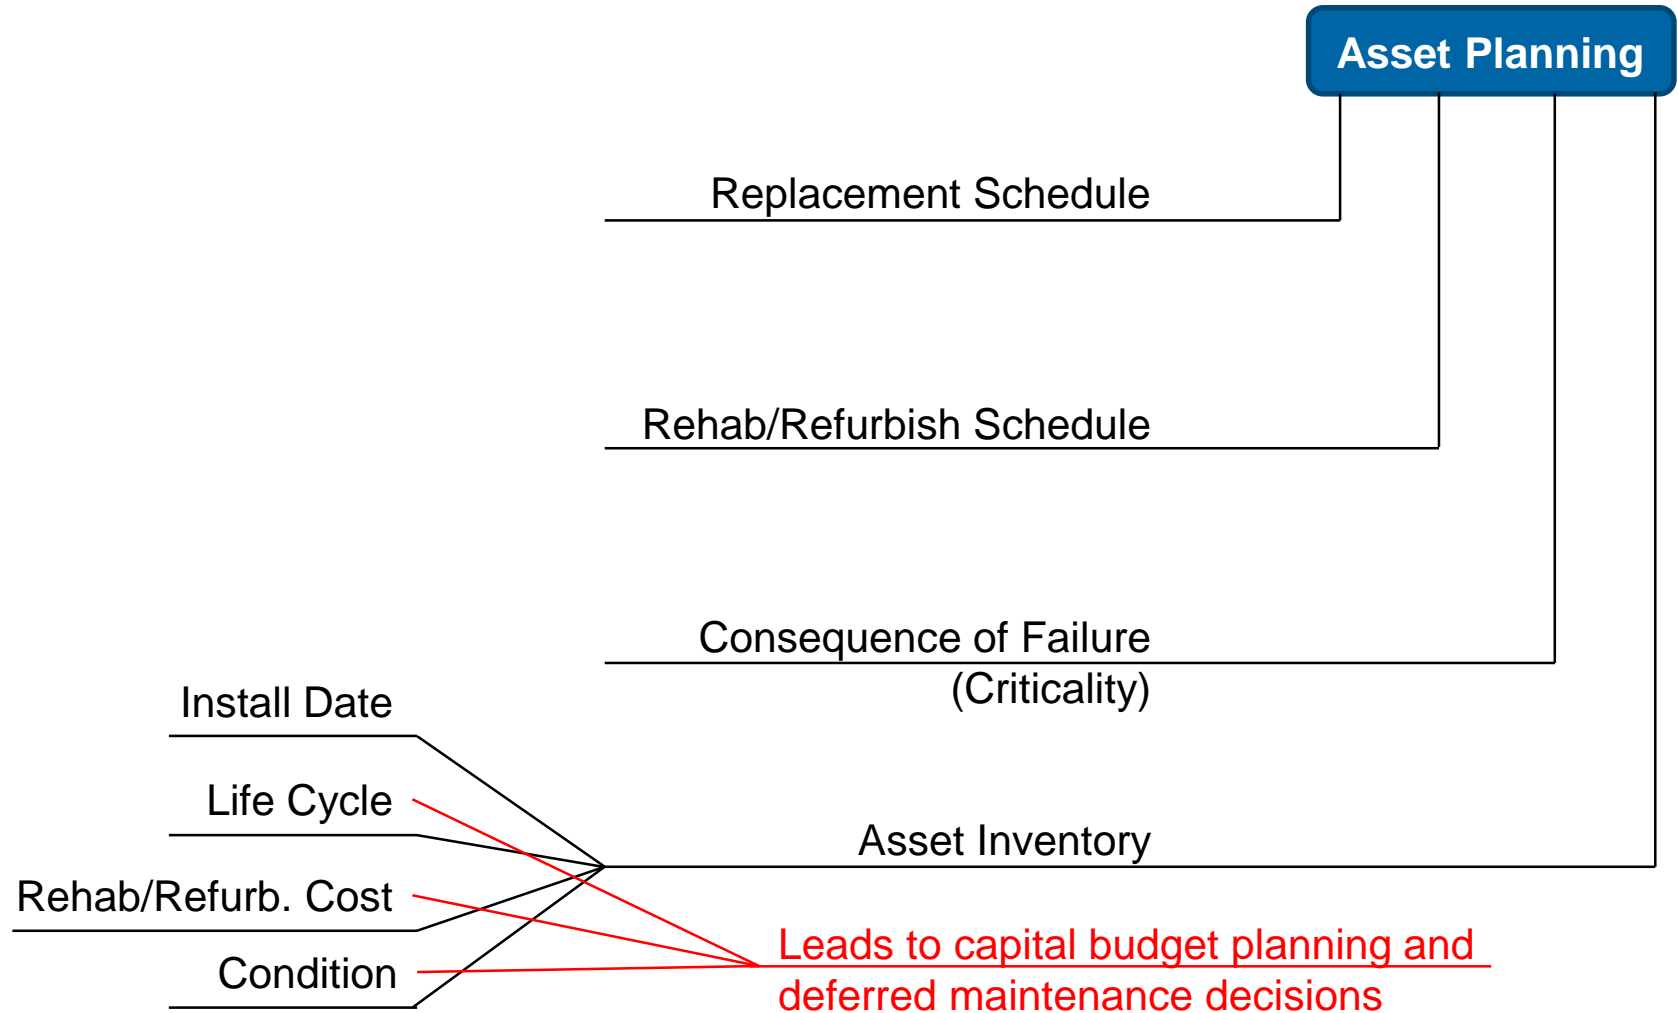 Asset Planning
Replacement Schedule
Rehab/Refurbish Schedule
Consequence of Failure
(Criticality)
Install Date
Life Cycle
Asset Inventory
Rehab/Refurb. Cost
Leads to capital budget planning and
deferred maintenance decisions
Condition